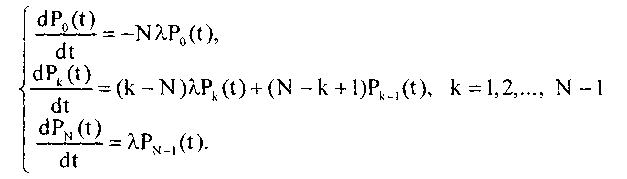 dP₀(t)/dt = -NλP₀(t),
dPₖ(t)/dt = (k - N)λPₖ(t) + (N - k + 1)Pₖ₋₁(t), k = 1,2,..., N - 1
dP_N(t)/dt = λP_{N-1}(t).